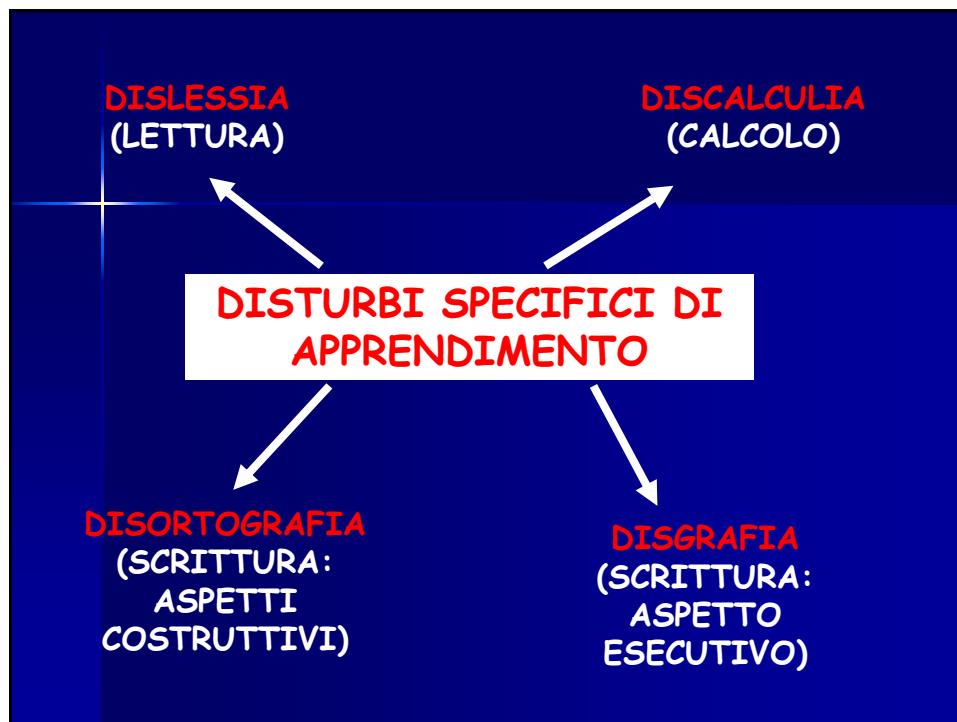 DISLESSIA
(LETTURA)
DISCALCULIA
(CALCOLO)
DISTURBI SPECIFICI DI
APPRENDIMENTO
DISORTOGRAFIA
(SCRITTURA:
ASPETTI
COSTRUTTIVI)
DISGRAFIA
(SCRITTURA:
ASPETTO
ESECUTIVO)